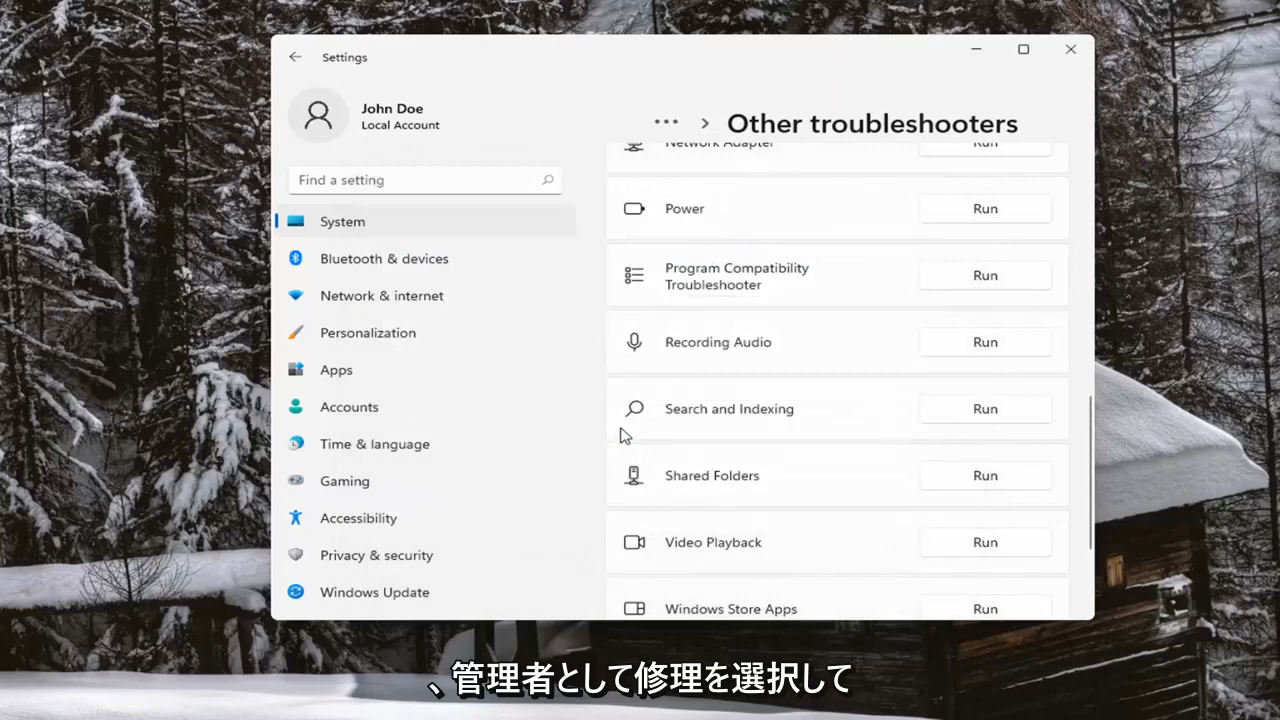 Settings
John Doe
Local Account
Find a setting
System
Bluetooth & devices
Network & internet
Personalization
Apps
Accounts
Time & language
Gaming
Accessibility
Privacy & security
Windows Update
Other troubleshooters
Network Adapter
Run
Power
Run
Program Compatibility
Troubleshooter
Run
Recording Audio
Run
Search and Indexing
Run
Shared Folders
Run
Video Playback
Run
Windows Store Apps
Run
、管理者として修理を選択して